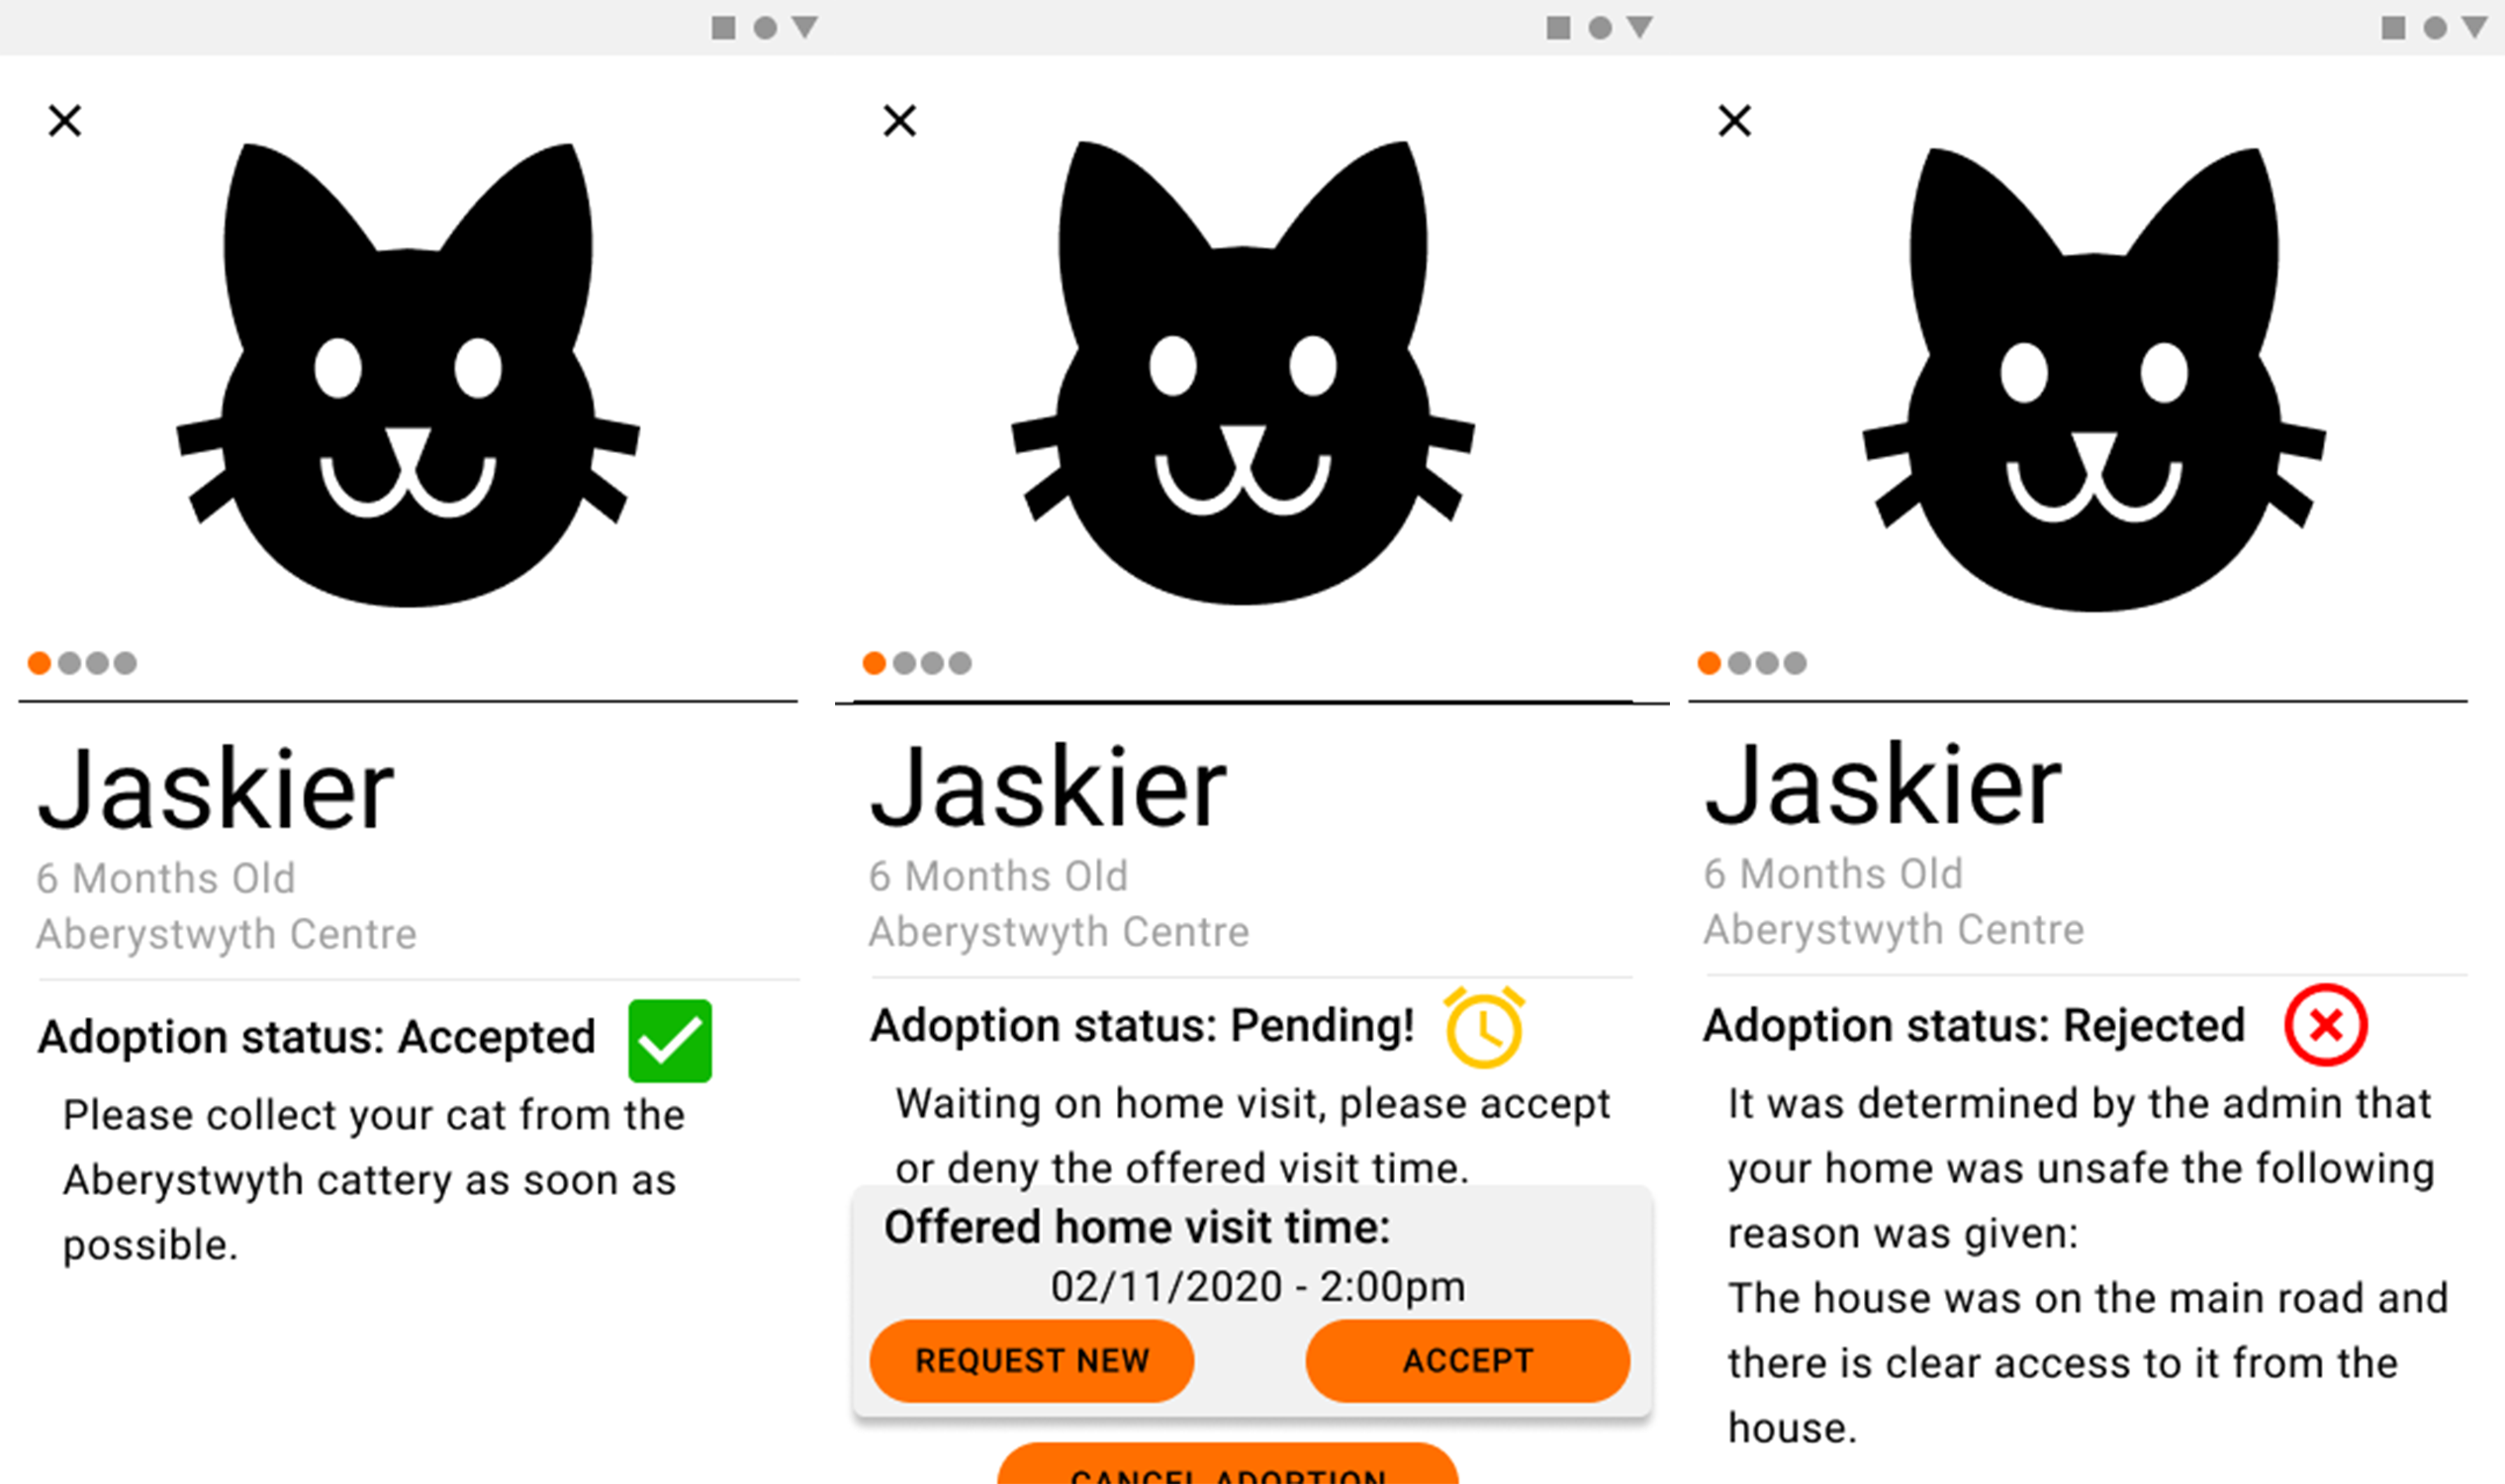 Jaskier
6 Months Old
Aberystwyth Centre
Adoption status: Accepted
Please collect your cat from the
Aberystwyth cattery as soon as
possible.
Jaskier
6 Months Old
Aberystwyth Centre
Adoption status: Pending!
Waiting on home visit, please accept
or deny the offered visit time.
Offered home visit time:
02/11/2020 - 2:00pm
REQUEST NEW
ACCEPT
CANCEL ADOPTION
Jaskier
6 Months Old
Aberystwyth Centre
Adoption status: Rejected
It was determined by the admin that
your home was unsafe the following
reason was given:
The house was on the main road and
there is clear access to it from the
house.